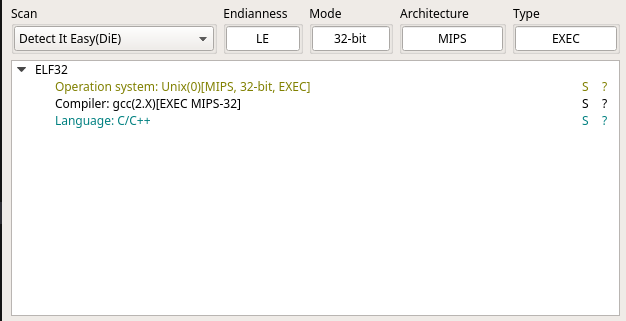 Scan Endianness Mode Architecture Type
Detect It Easy(DiE) LE 32-bit MIPS EXEC
ELF32
Operation system: Unix(0)[MIPS, 32-bit, EXEC] S ?
Compiler: gcc(2.X)[EXEC MIPS-32] S ?
Language: C/C++ S ?